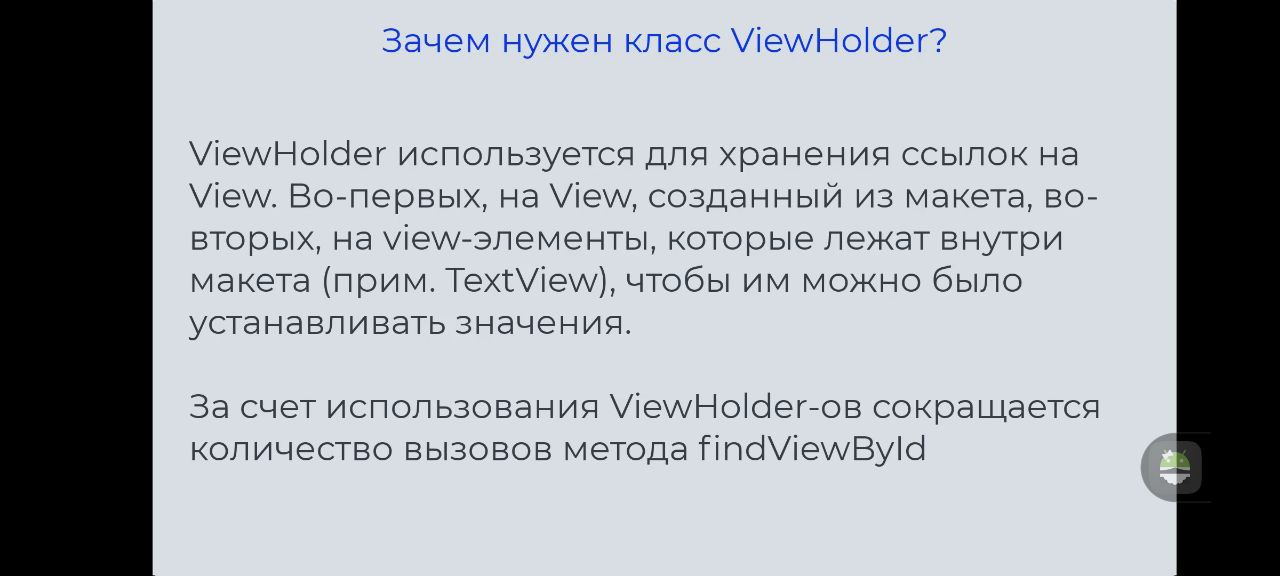 Зачем нужен класс ViewHolder?
ViewHolder используется для хранения ссылок на
View. Во-первых, на View, созданный из макета, во-
вторых, на view-элементы, которые лежат внутри
макета (прим. TextView), чтобы им можно было
устанавливать значения.
За счет использования ViewHolder-ов сокращается
количество вызовов метода findViewById